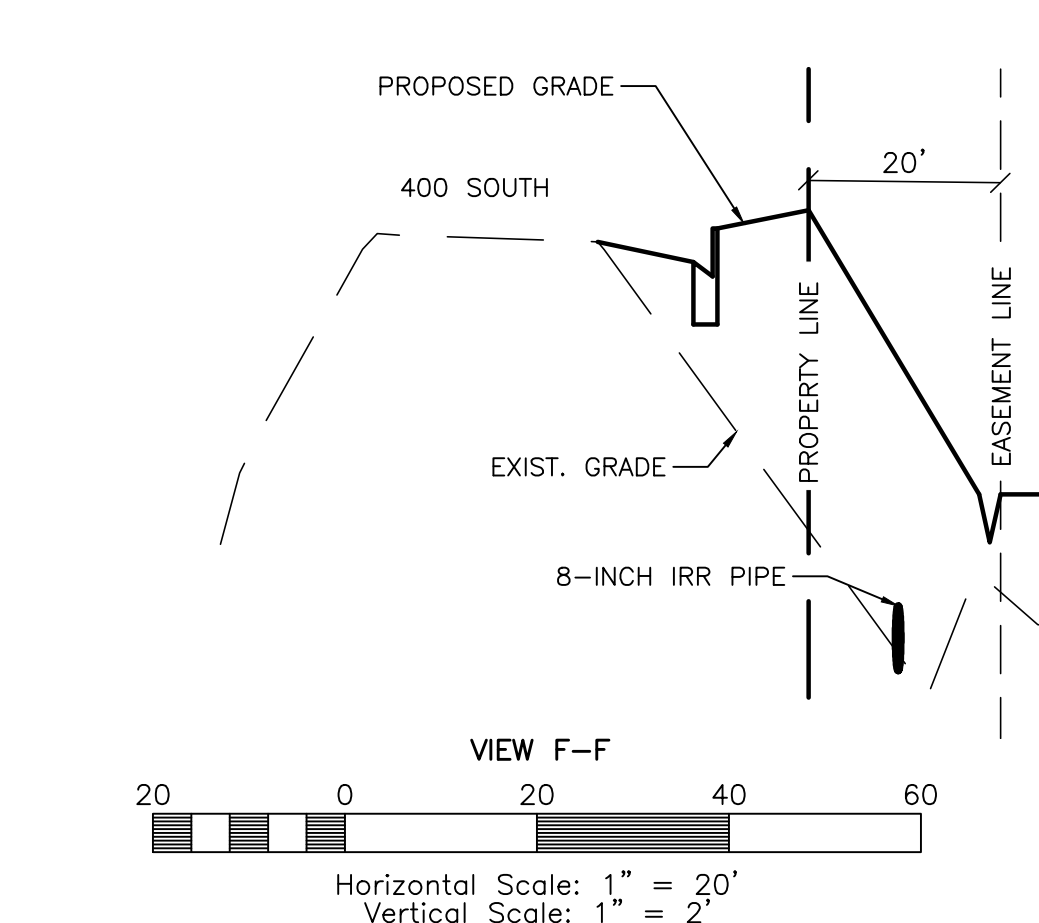 PROPOSED GRADE
20'
400 SOUTH
PROPERTY LINE
EASEMENT LINE
EXIST. GRADE
8-INCH IRR PIPE
VIEW F-F
20 0 20 40 60
Horizontal Scale: 1" = 20'
Vertical Scale: 1" = 2'